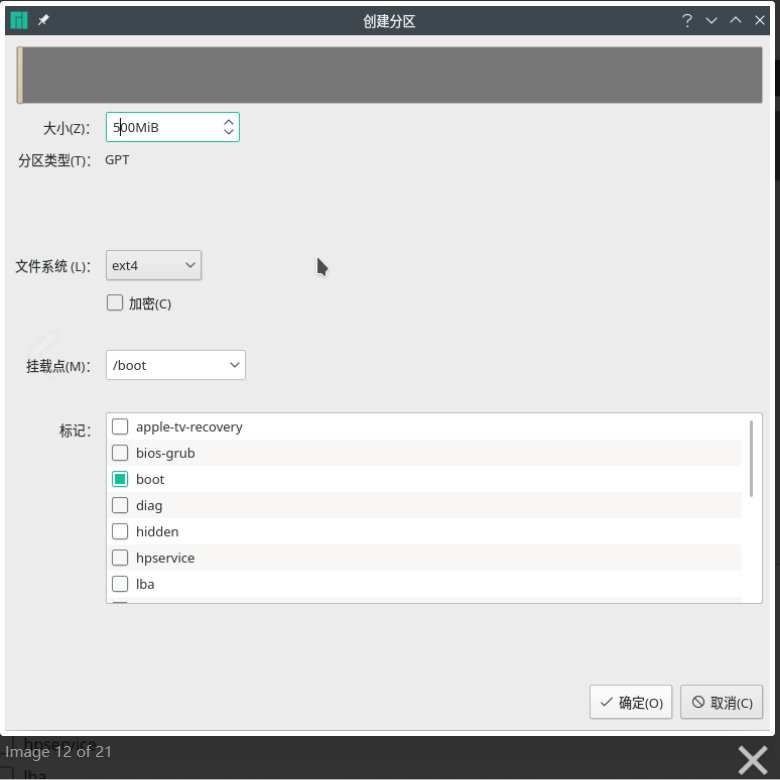 创建分区
大小(Z): 500MiB
分区类型(T): GPT
文件系统 (L): ext4
加密(C)
挂载点(M): /boot
标记:
apple-tv-recovery
bios-grub
boot
diag
hidden
hpservice
lba
确定(O) 取消(C)
hpservice
Image 12 of 21
lba